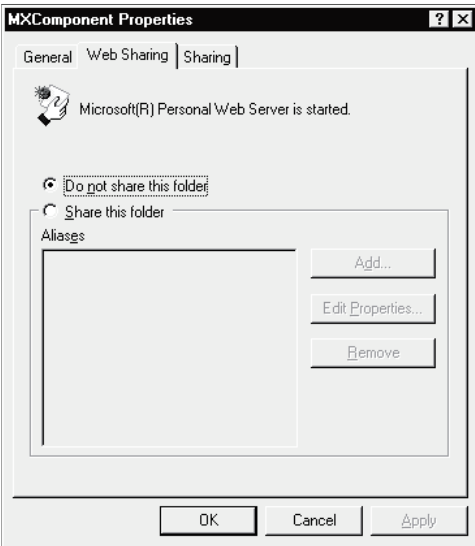 MXComponent Properties
General Web Sharing Sharing
Microsoft(R) Personal Web Server is started.
Do not share this folder
Share this folder
Aliases
Add...
Edit Properties...
Remove
OK Cancel Apply